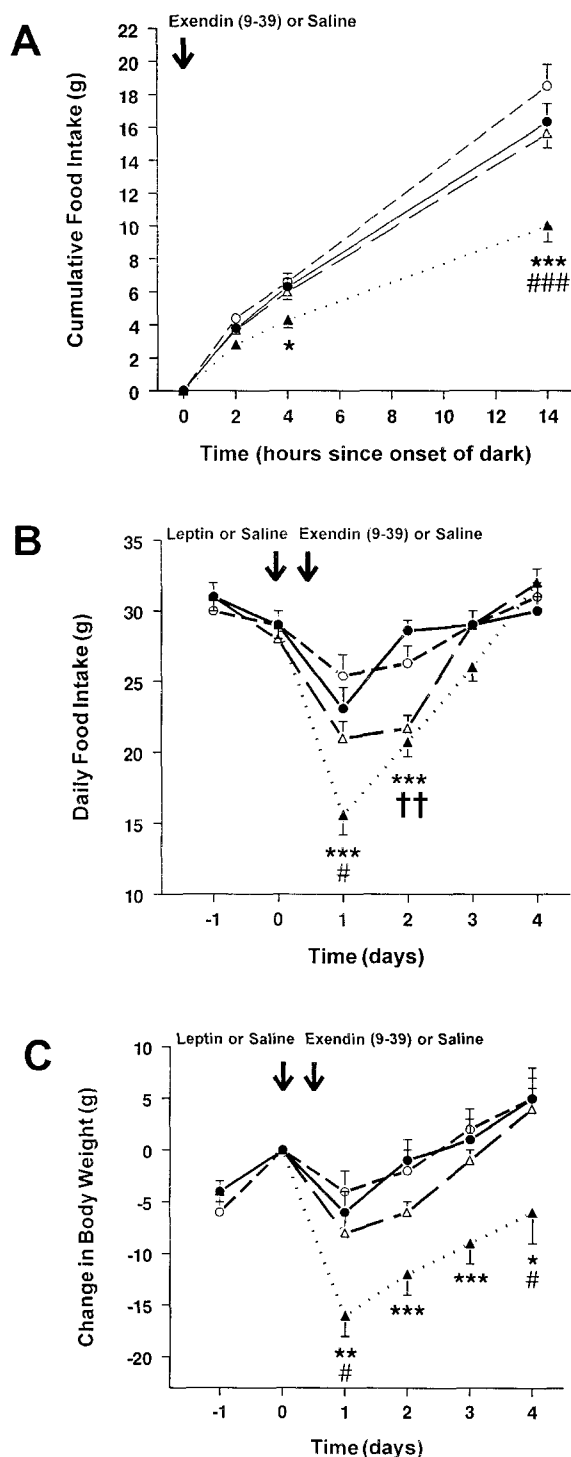 A
Exendin (9-39) or Saline
Cumulative Food Intake (g)
22
20
18
16
14
12
10
8
6
4
2
0
*
***
###
0 2 4 6 8 10 12 14
Time (hours since onset of dark)
B
Leptin or Saline Exendin (9-39) or Saline
Daily Food Intake (g)
35
30
25
20
15
10
***
††
***
#
-1 0 1 2 3 4
Time (days)
C
Leptin or Saline Exendin (9-39) or Saline
Change in Body Weight (g)
10
5
0
-5
-10
-15
-20
**
#
***
***
*
#
-1 0 1 2 3 4
Time (days)